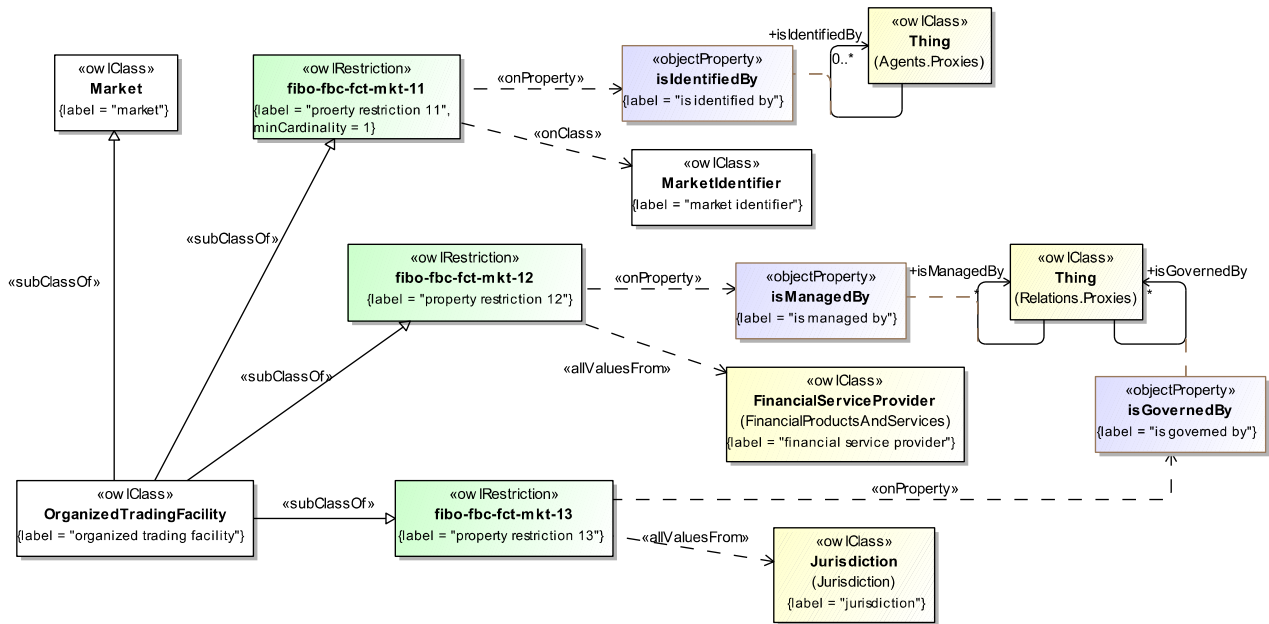 «owlClass»
Market
{label = "market"}
«owlRestriction»
fibo-fbc-fct-mkt-11
{label = "proerty restriction 11",
minCardinality = 1}
«onProperty»
«objectProperty»
isIdentifiedBy
{label = "is identified by"}
+isIdentifiedBy
0..*
«owlClass»
Thing
(Agents.Proxies)
«onClass»
«owlClass»
MarketIdentifier
{label = "market identifier"}
«subClassOf»
«subClassOf»
«owlRestriction»
fibo-fbc-fct-mkt-12
{label = "property restriction 12"}
«onProperty»
«objectProperty»
isManagedBy
{label = "is managed by"}
+isManagedBy
*
«owlClass»
Thing
(Relations.Proxies)
+isGovernedBy
*
«subClassOf»
«allValuesFrom»
«owlClass»
FinancialServiceProvider
(FinancialProductsAndServices)
{label = "financial service provider"}
«objectProperty»
isGovernedBy
{label = "is governed by"}
«owlClass»
OrganizedTradingFacility
{label = "organized trading facility"}
«subClassOf»
«owlRestriction»
fibo-fbc-fct-mkt-13
{label = "property restriction 13"}
«onProperty»
«allValuesFrom»
«owlClass»
Jurisdiction
(Jurisdiction)
{label = "jurisdiction"}